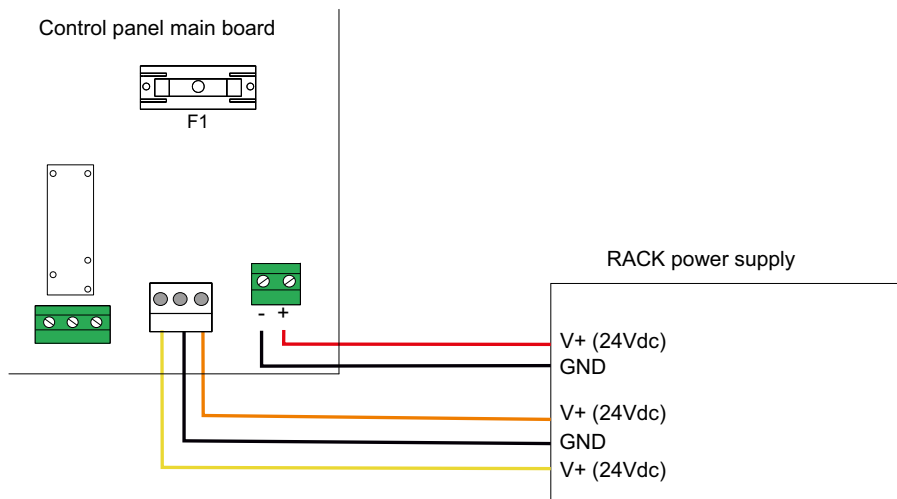 Control panel main board
F1
RACK power supply
- +
V+ (24Vdc)
GND
V+ (24Vdc)
GND
V+ (24Vdc)